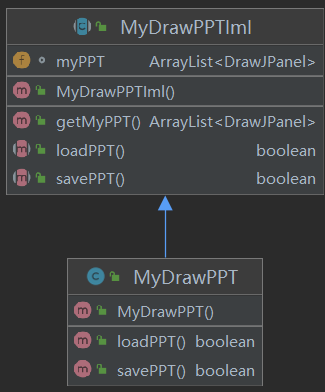 MyDrawPPTIml
myPPT ArrayList<DrawJPanel>
MyDrawPPTIml()
getMyPPT() ArrayList<DrawJPanel>
loadPPT() boolean
savePPT() boolean
MyDrawPPT
MyDrawPPT()
loadPPT() boolean
savePPT() boolean